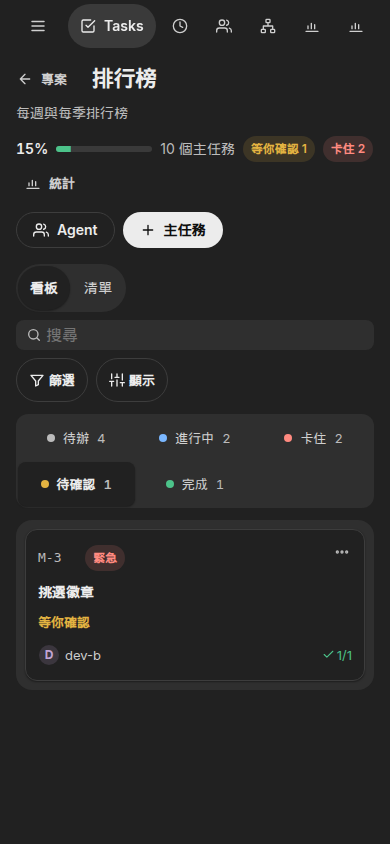 Tasks
專案 排行榜
每週與每季排行榜
15% 10 個主任務 等你確認 1 卡住 2
統計
Agent 主任務
看板 清單
搜尋
篩選 顯示
待辦 4 進行中 2 卡住 2
待確認 1 完成 1
M-3 緊急
挑選徽章
等你確認
D dev-b 1/1